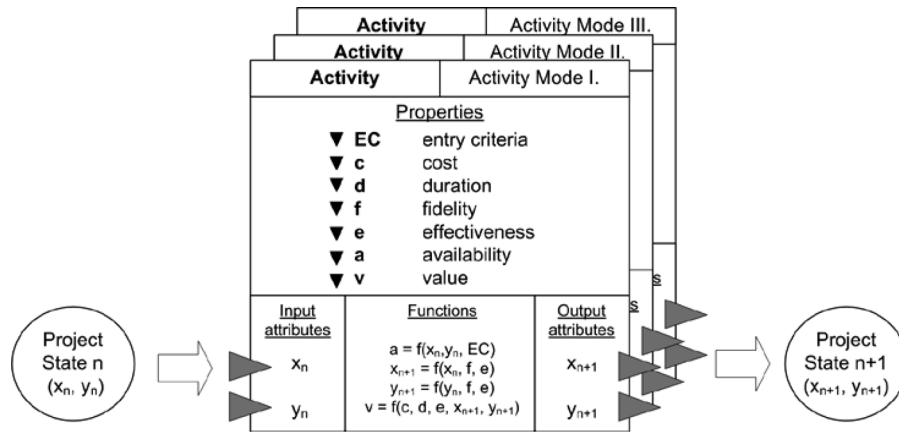 Activity Activity Mode III.
Activity Activity Mode II.
Activity Activity Mode I.
Properties
▼ EC entry criteria
▼ c cost
▼ d duration
▼ f fidelity
▼ e effectiveness
▼ a availability
▼ v value
s
s
Project
State n
(xₙ, yₙ)
Input
attributes
xₙ
yₙ
Functions
a = f(xₙ,yₙ, EC)
xₙ₊₁ = f(xₙ, f, e)
yₙ₊₁ = f(yₙ, f, e)
v = f(c, d, e, xₙ₊₁, yₙ₊₁)
Output
attributes
xₙ₊₁
yₙ₊₁
Project
State n+1
(xₙ₊₁, yₙ₊₁)